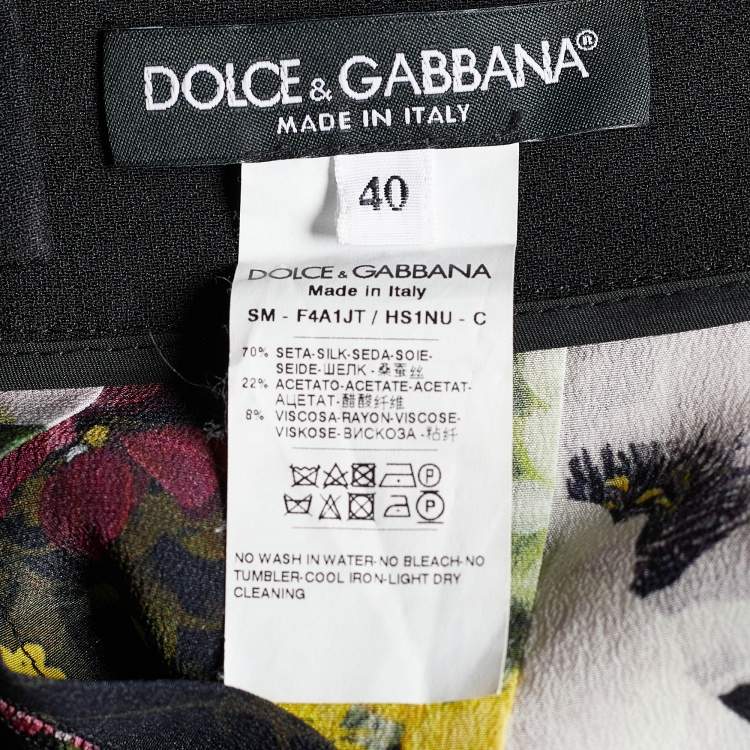 DOLCE & GABBANA®
MADE IN ITALY
40
DOLCE & GABBANA
Made in Italy
SM - F4A1JT / HS1NU - C
70% SETA-SILK-SEDA-SOIE-
SEIDE-ШЕЛК-桑蚕丝
22% ACETATO-ACETATE-ACETAT-
АЦЕТАТ-醋酸纤维
8% VISCOSA-RAYON-VISCOSE-
VISKOSE-ВИСКОЗА-粘纤
P
P
NO WASH IN WATER-NO BLEACH-NO
TUMBLER-COOL IRON-LIGHT DRY
CLEANING